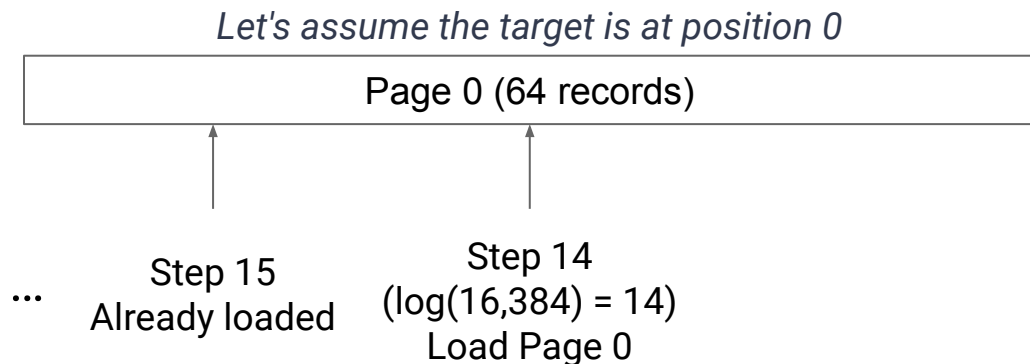 Let's assume the target is at position 0
Page 0 (64 records)
...
Step 15
Already loaded
Step 14
(log(16,384) = 14)
Load Page 0